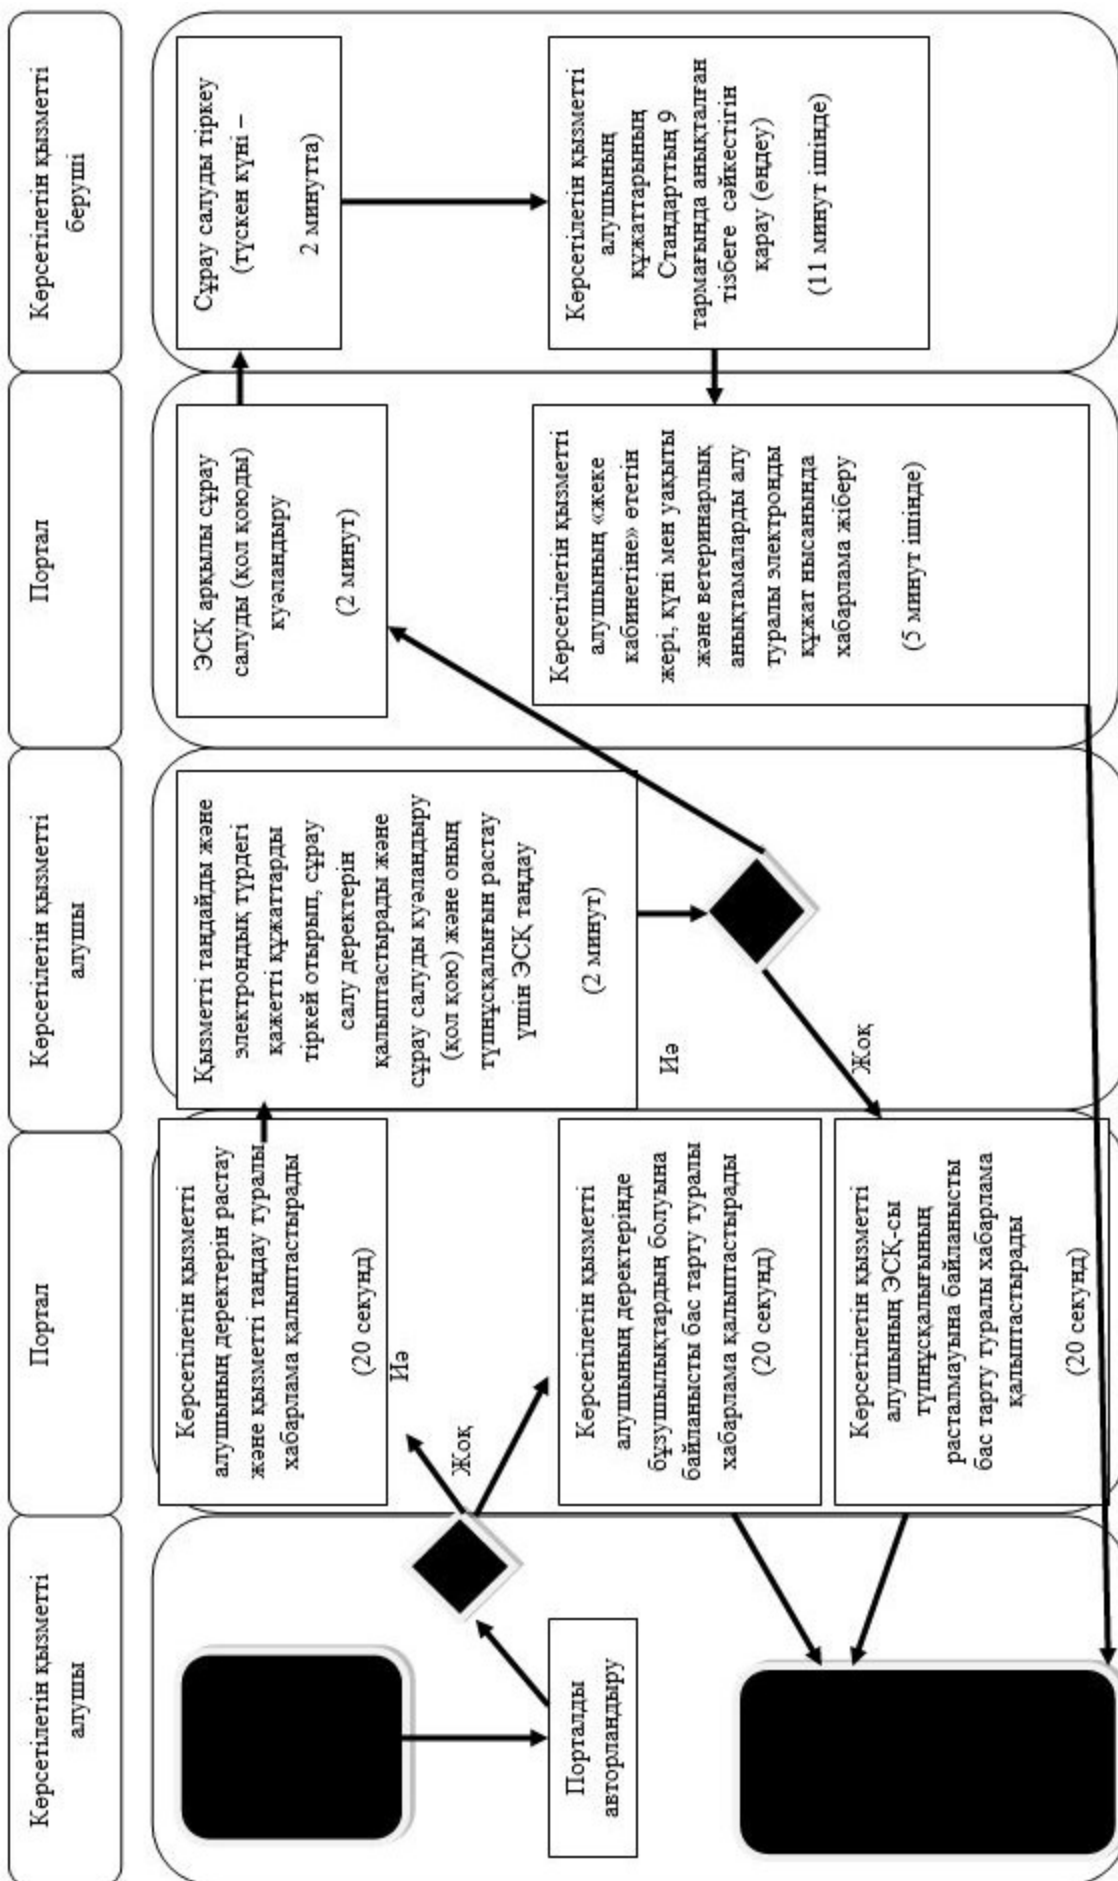 Көрсетілетін қызметті
алушы
Портал
Көрсетілетін қызметті
алушы
Портал
Көрсетілетін қызметті
беруші
Порталды
авторландыру
Көрсетілетін қызметті
алушының деректерін растау
және қызметті таңдау туралы
хабарлама қалыптастырады
(20 секунд)
Иә
Жоқ
Көрсетілетін қызметті
алушының деректерінде
бұзушылықтардың болуына
байланысты бас тарту туралы
хабарлама қалыптастырады
(20 секунд)
Көрсетілетін қызметті
алушының ЭСҚ-сы
түпнұсқалығының
расталмауына байланысты
бас тарту туралы хабарлама
қалыптастырады
(20 секунд)
Қызметті таңдайды және
электрондық түрдегі
қажетті құжаттарды
тіркей отырып, сұрау
салу деректерін
қалыптастырады және
сұрау салуды куәландыру
(қол қою) және оның
түпнұсқалығын растау
үшін ЭСҚ таңдау
(2 минут)
Иә
Жоқ
ЭСҚ арқылы сұрау
салуды (қол қоюды)
куәландыру
(2 минут)
Көрсетілетін қызметті
алушының «жеке
кабинетіне» өтетін
жері, күні мен уақыты
және ветеринарлық
анықтамаларды алу
туралы электронды
құжат нысанында
хабарлама жіберу
(5 минут ішінде)
Сұрау салуды тіркеу
(түскен күні –
2 минутта)
Көрсетілетін қызметті
алушының
құжаттарының
Стандарттың 9
тармағында анықталған
тізбеге сәйкестігін
қарау (өңдеу)
(11 минут ішінде)